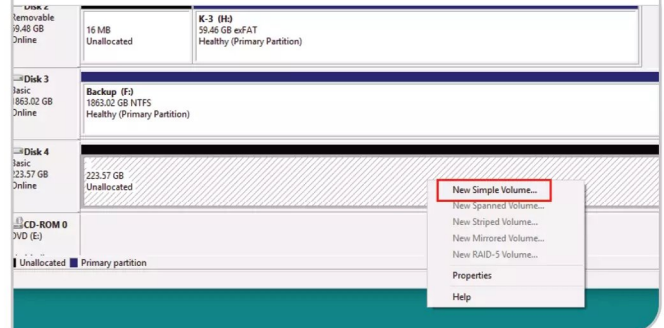 Disk 2
Removable
59.48 GB
Online
16 MB
Unallocated
K-3 (H:)
59.46 GB exFAT
Healthy (Primary Partition)
Disk 3
Basic
1863.02 GB
Online
Backup (F:)
1863.02 GB NTFS
Healthy (Primary Partition)
Disk 4
Basic
223.57 GB
Online
223.57 GB
Unallocated
New Simple Volume...
New Spanned Volume...
New Striped Volume...
New Mirrored Volume...
New RAID-5 Volume...
Properties
Help
CD-ROM 0
DVD (E:)
Unallocated Primary partition